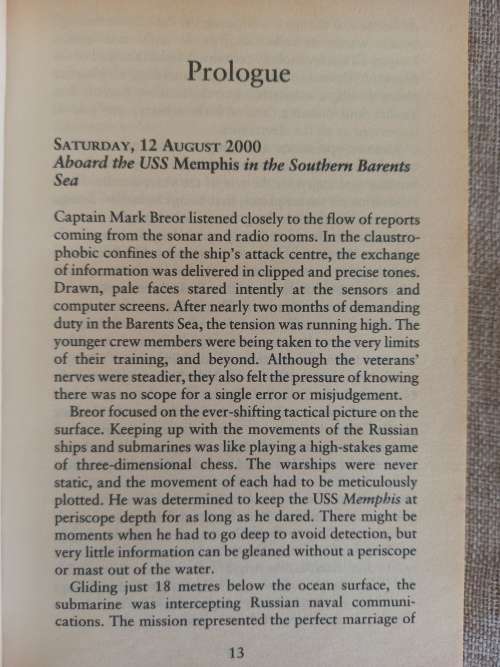 Prologue
SATURDAY, 12 AUGUST 2000
Aboard the USS Memphis in the Southern Barents
Sea
Captain Mark Breor listened closely to the flow of reports
coming from the sonar and radio rooms. In the claustro-
phobic confines of the ship's attack centre, the exchange
of information was delivered in clipped and precise tones.
Drawn, pale faces stared intently at the sensors and
computer screens. After nearly two months of demanding
duty in the Barents Sea, the tension was running high. The
younger crew members were being taken to the very limits
of their training, and beyond. Although the veterans'
nerves were steadier, they also felt the pressure of knowing
there was no scope for a single error or misjudgement.
Breor focused on the ever-shifting tactical picture on the
surface. Keeping up with the movements of the Russian
ships and submarines was like playing a high-stakes game
of three-dimensional chess. The warships were never
static, and the movement of each had to be meticulously
plotted. He was determined to keep the USS Memphis at
periscope depth for as long as he dared. There might be
moments when he had to go deep to avoid detection, but
very little information can be gleaned without a periscope
or mast out of the water.
Gliding just 18 metres below the ocean surface, the
submarine was intercepting Russian naval communi-
cations. The mission represented the perfect marriage of
13